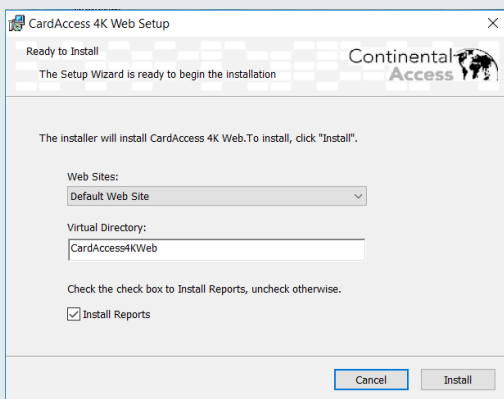 CardAccess 4K Web Setup
Ready to Install
The Setup Wizard is ready to begin the installation
Continental
Access
The installer will install CardAccess 4K Web.To install, click "Install".
Web Sites:
Default Web Site
Virtual Directory:
CardAccess4KWeb
Check the check box to Install Reports, uncheck otherwise.
Install Reports
Cancel
Install